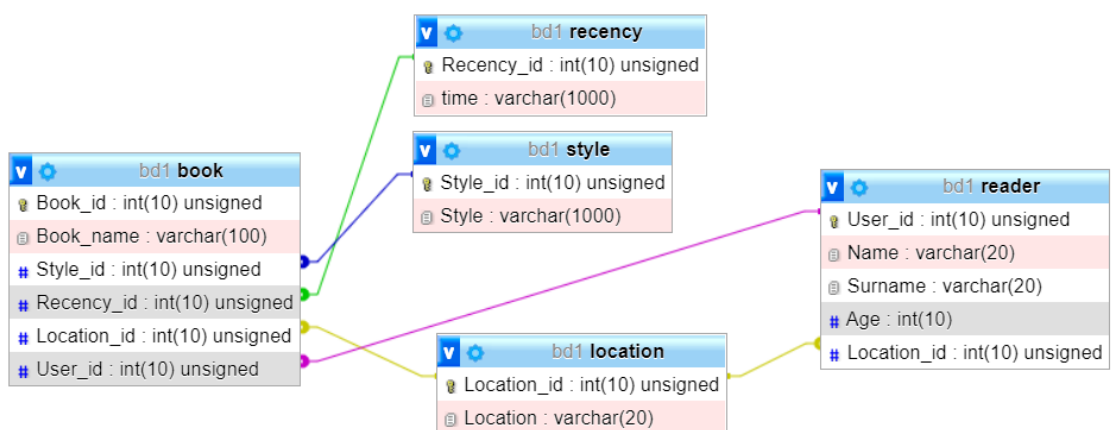 bd1 recency
Recency_id : int(10) unsigned
time : varchar(1000)
bd1 style
Style_id : int(10) unsigned
Style : varchar(1000)
bd1 book
Book_id : int(10) unsigned
Book_name : varchar(100)
# Style_id : int(10) unsigned
# Recency_id : int(10) unsigned
# Location_id : int(10) unsigned
# User_id : int(10) unsigned
bd1 reader
User_id : int(10) unsigned
Name : varchar(20)
Surname : varchar(20)
# Age : int(10)
# Location_id : int(10) unsigned
bd1 location
Location_id : int(10) unsigned
Location : varchar(20)